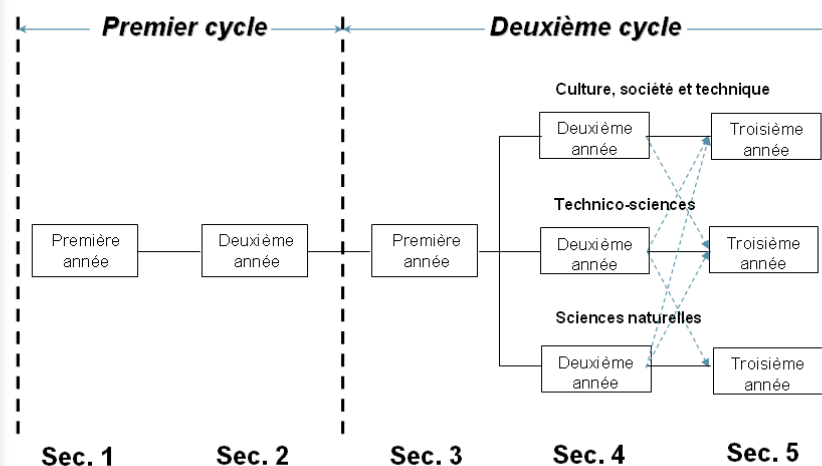 Premier cycle
Deuxième cycle
Culture, société et technique
Deuxième
année
Troisième
année
Technico-sciences
Première
année
Deuxième
année
Première
année
Deuxième
année
Troisième
année
Sciences naturelles
Deuxième
année
Troisième
année
Sec. 1
Sec. 2
Sec. 3
Sec. 4
Sec. 5